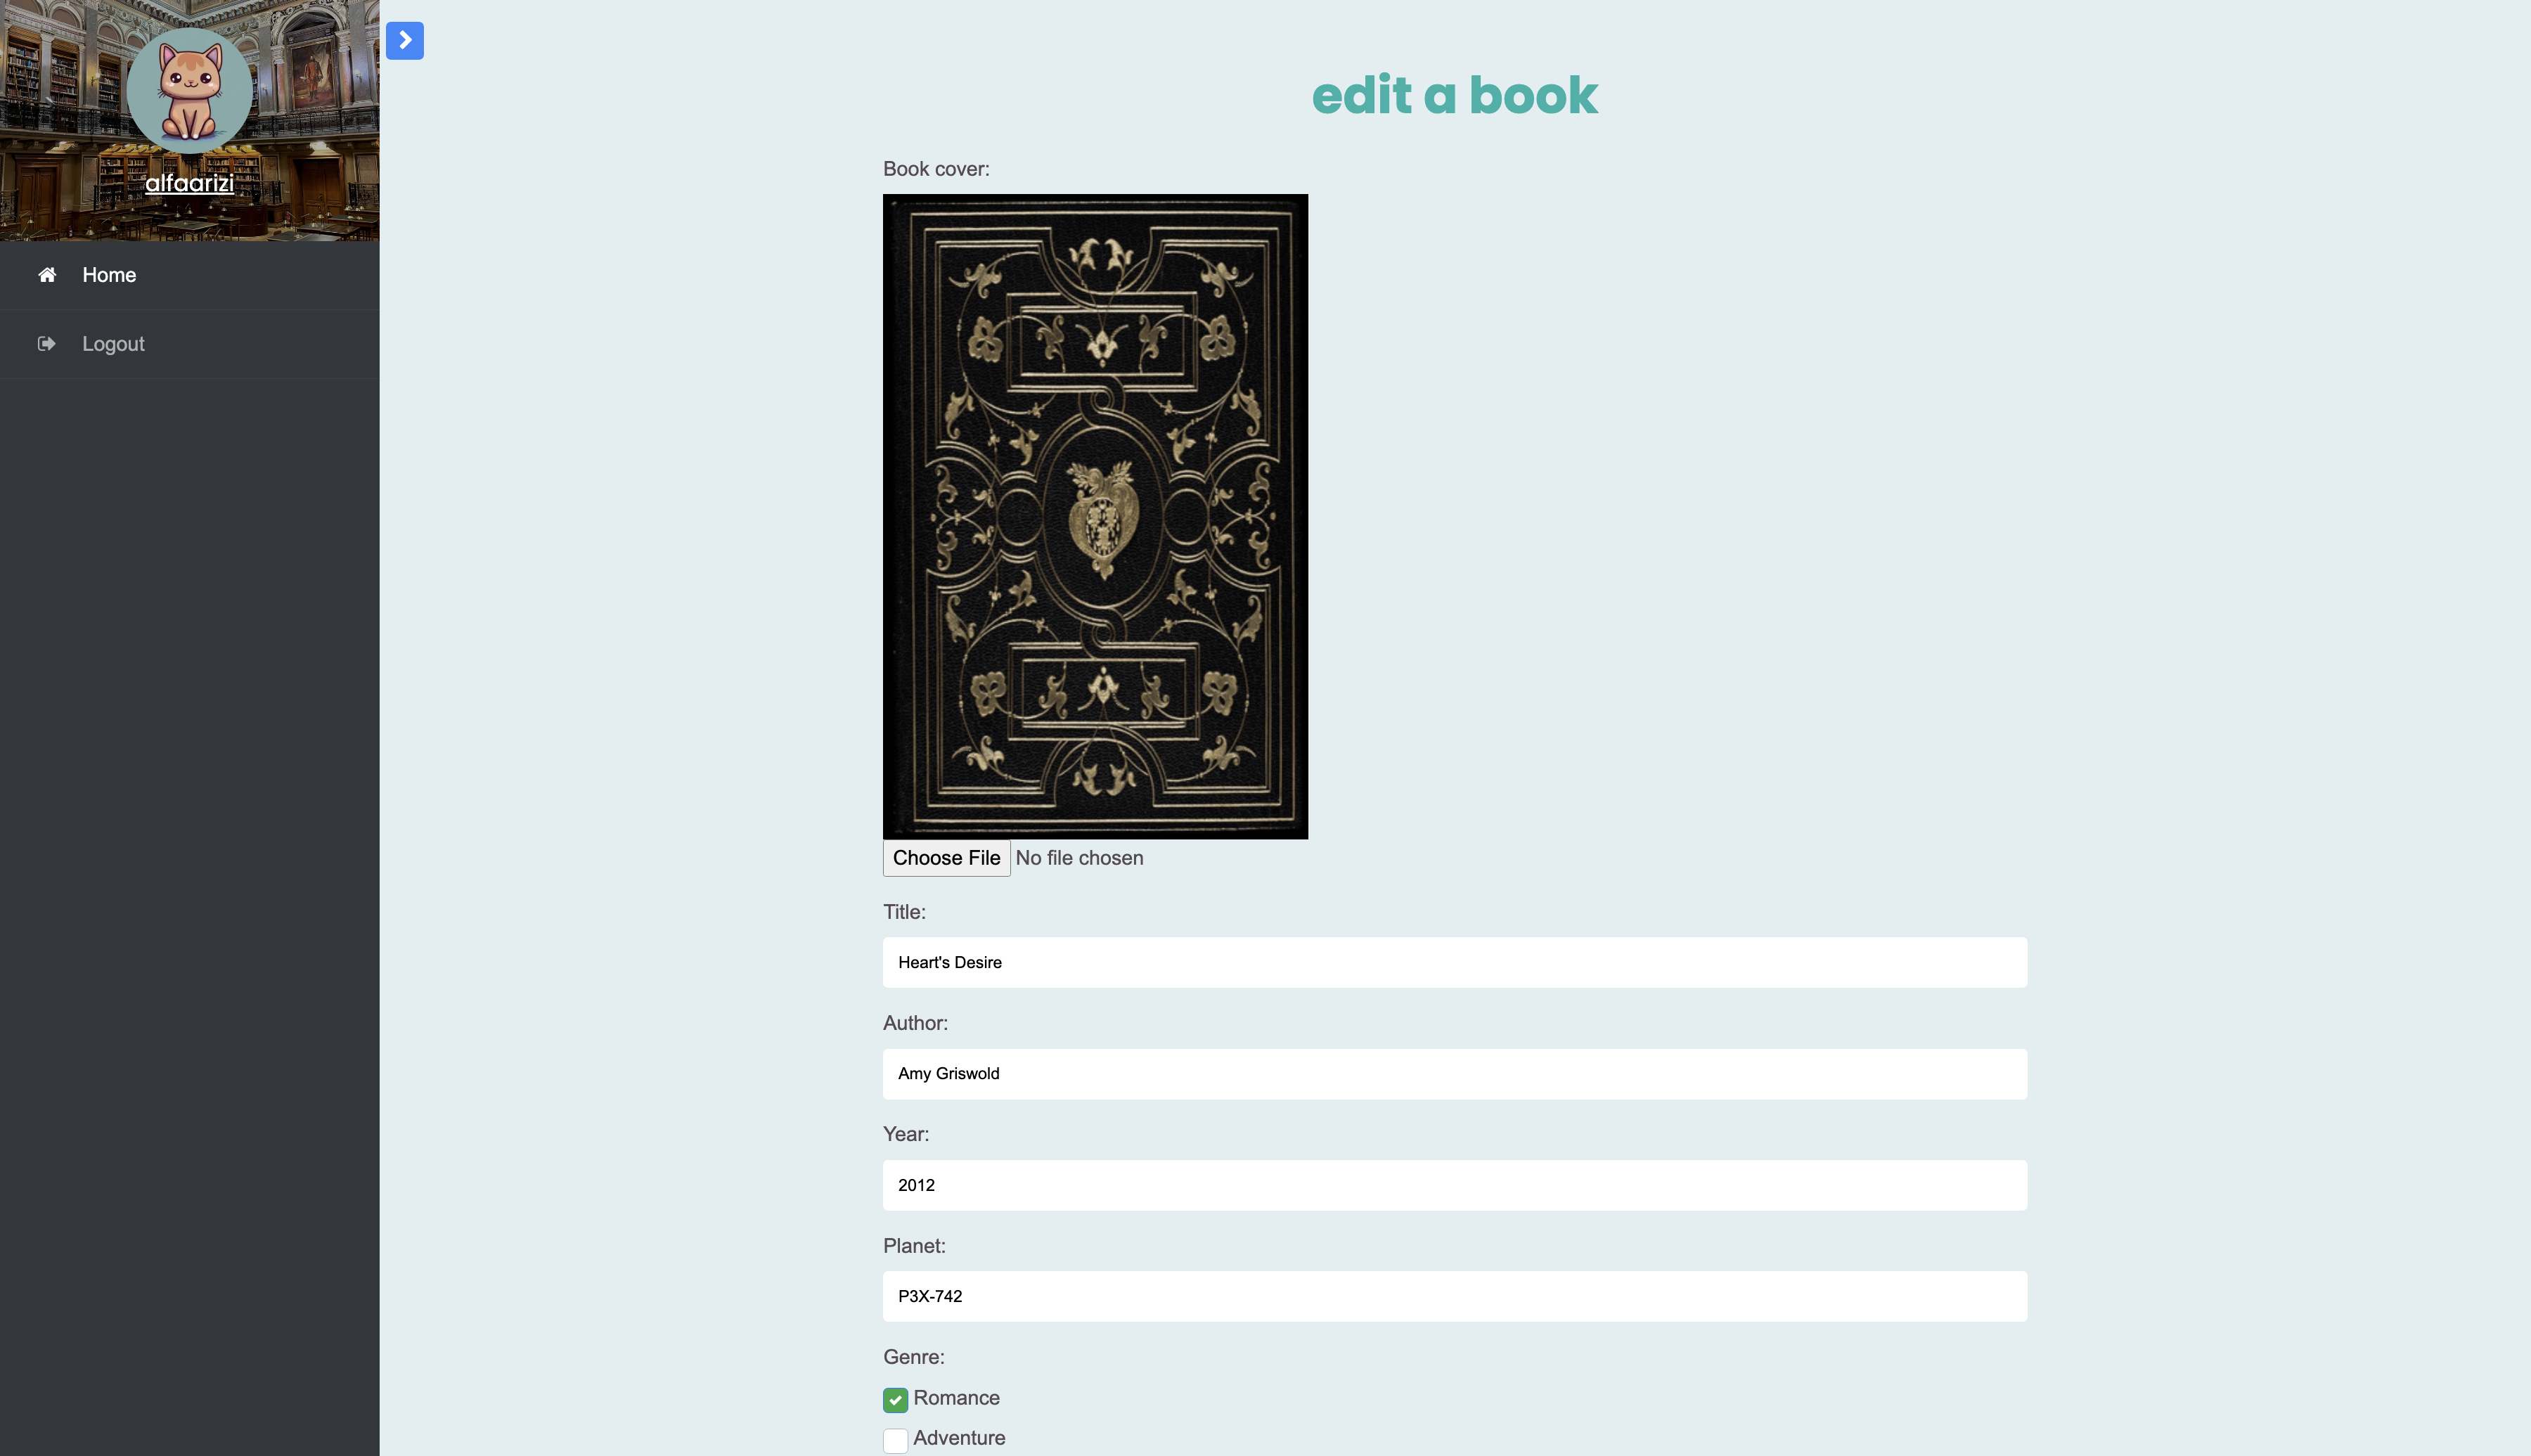 alfaarizi
Home
Logout
edit a book
Book cover:
Choose File No file chosen
Title:
Heart's Desire
Author:
Amy Griswold
Year:
2012
Planet:
P3X-742
Genre:
Romance
Adventure